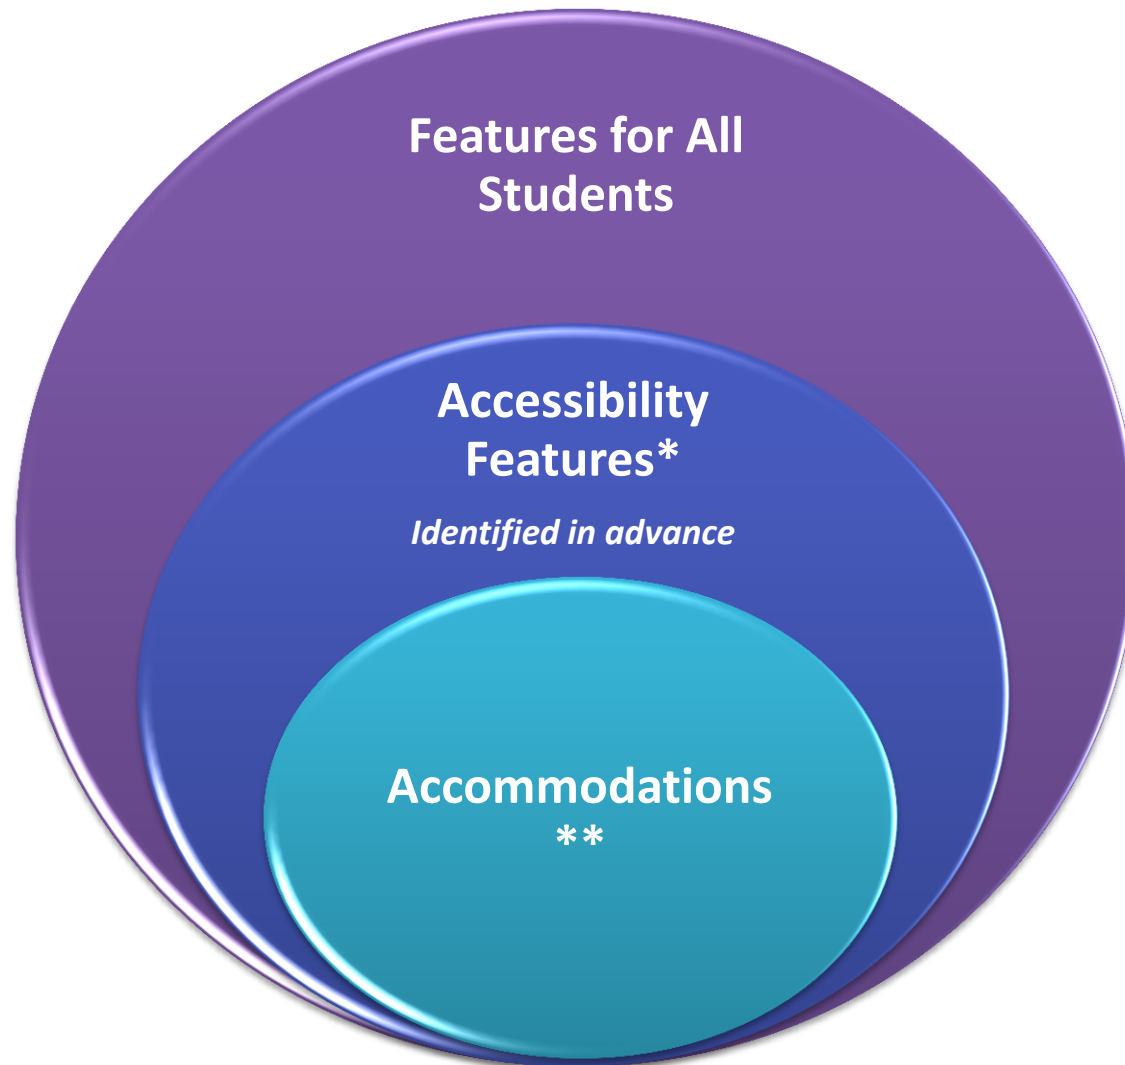 Features for All
Students
Accessibility
Features*
Identified in advance
Accommodations
**